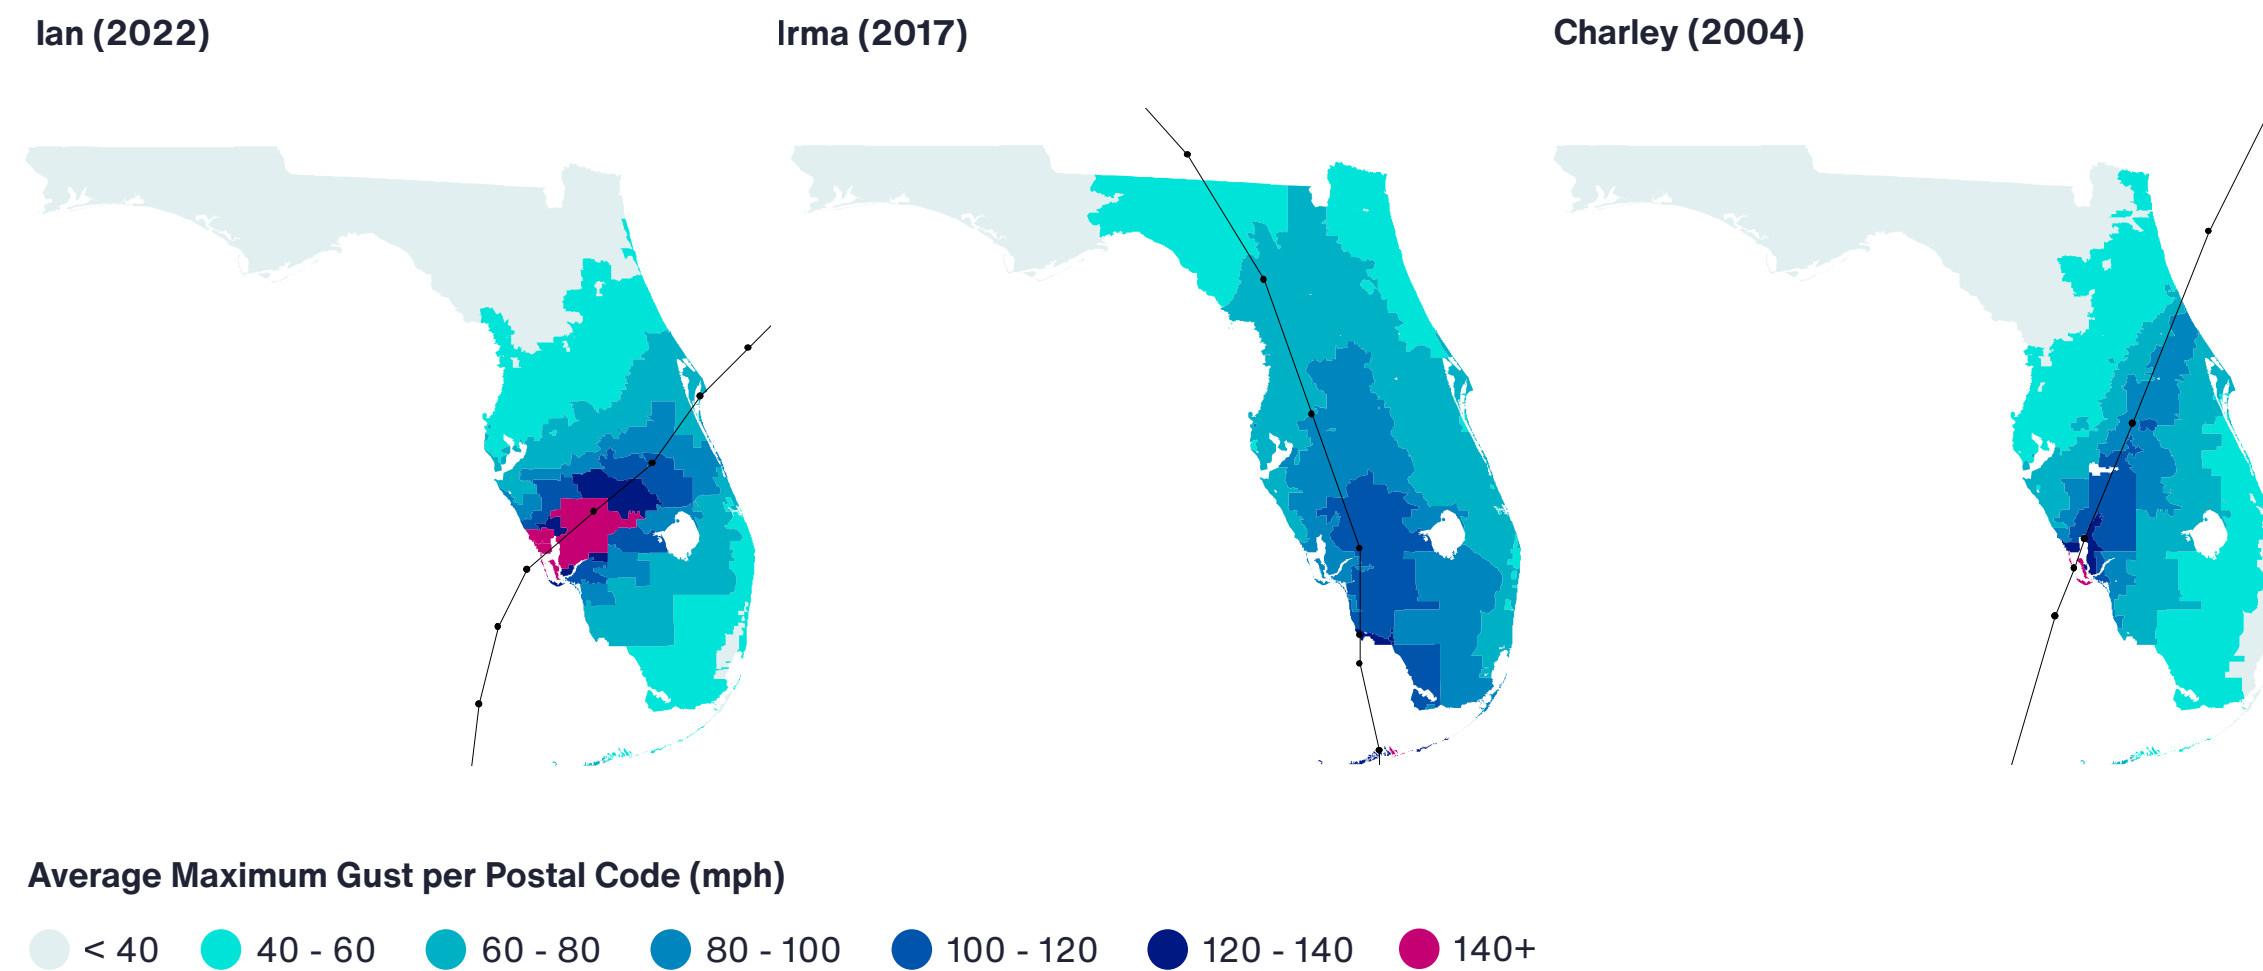 Ian (2022)
Irma (2017)
Charley (2004)
Average Maximum Gust per Postal Code (mph)
< 40
40 - 60
60 - 80
80 - 100
100 - 120
120 - 140
140+